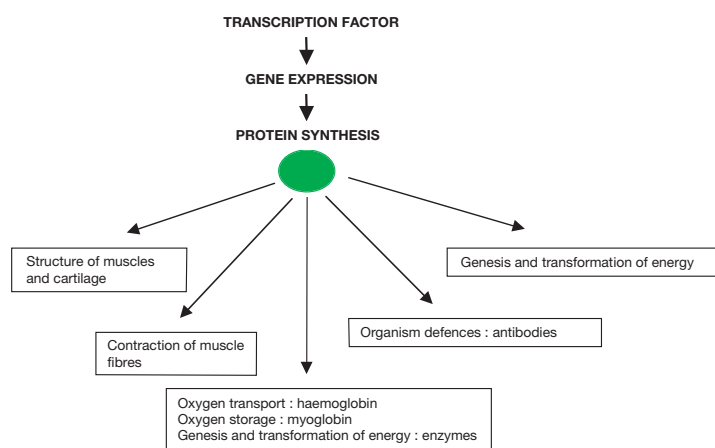 TRANSCRIPTION FACTOR
GENE EXPRESSION
PROTEIN SYNTHESIS
Structure of muscles
and cartilage
Genesis and transformation of energy
Contraction of muscle
fibres
Organism defences : antibodies
Oxygen transport : haemoglobin
Oxygen storage : myoglobin
Genesis and transformation of energy : enzymes